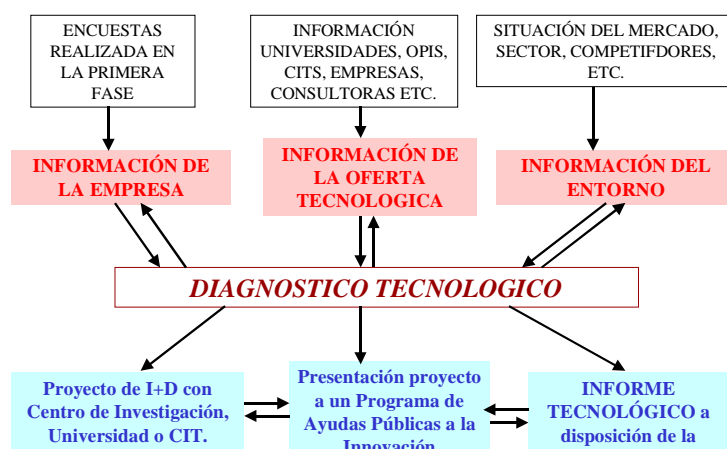 ENCUESTAS
REALIZADA EN
LA PRIMERA
FASE
INFORMACIÓN
UNIVERSIDADES, OPIS,
CITS, EMPRESAS,
CONSULTORAS ETC.
SITUACIÓN DEL MERCADO,
SECTOR, COMPETIFDORES,
ETC.
INFORMACIÓN DE
LA EMPRESA
INFORMACIÓN DE
LA OFERTA
TECNOLOGICA
INFORMACIÓN DEL
ENTORNO
DIAGNOSTICO TECNOLOGICO
Proyecto de I+D con
Centro de Investigación,
Universidad o CIT.
Presentación proyecto
a un Programa de
Ayudas Públicas a la
Innovación
INFORME
TECNOLÓGICO a
disposición de la